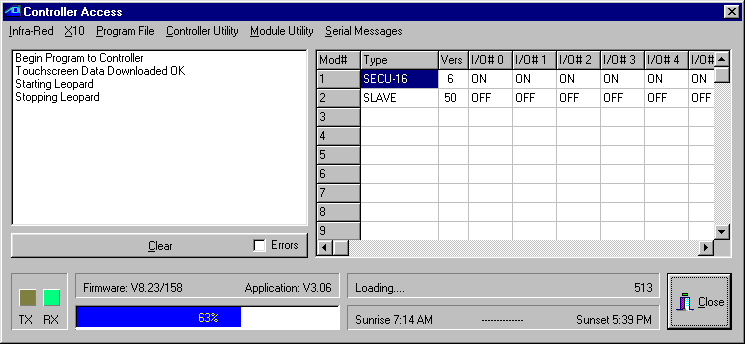 Controller Access
Infra-Red X10 Program File Controller Utility Module Utility Serial Messages
Begin Program to Controller
Touchscreen Data Downloaded OK
Starting Leopard
Stopping Leopard
Clear Errors
Mod# Type Vers I/O# 0 I/O# 1 I/O# 2 I/O# 3 I/O# 4 I/O#
1 SECU-16 6 ON ON ON ON ON ON
2 SLAVE 50 OFF OFF OFF OFF OFF OFF
3
4
5
6
7
8
9
TX RX
Firmware: V8.23/158 Application: V3.06
63%
Loading.... 513
Sunrise 7:14 AM -------------- Sunset 5:39 PM
Close